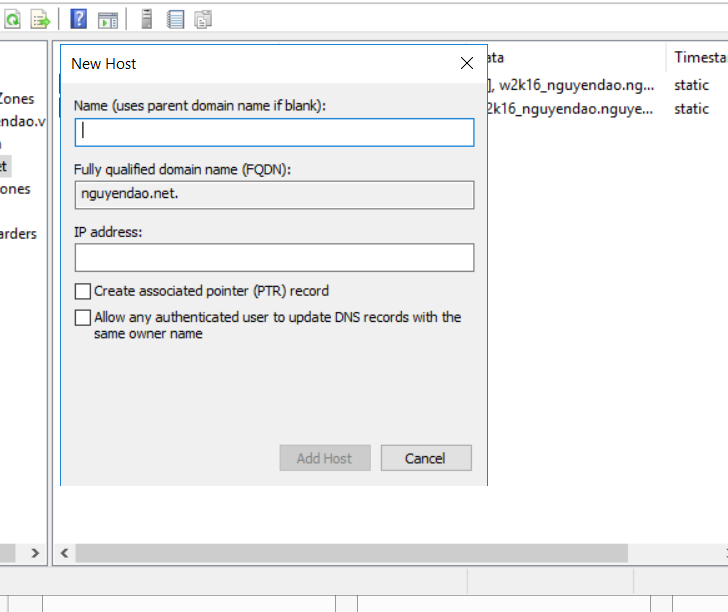 New Host
ata
Timesta
Name (uses parent domain name if blank):
], w2k16_nguyendao.ng...
static
Zones
2k16_nguyendao.nguye...
static
endao.v
Fully qualified domain name (FQDN):
et
nguyendao.net.
ones
IP address:
arders
Create associated pointer (PTR) record
Allow any authenticated user to update DNS records with the
same owner name
Add Host
Cancel